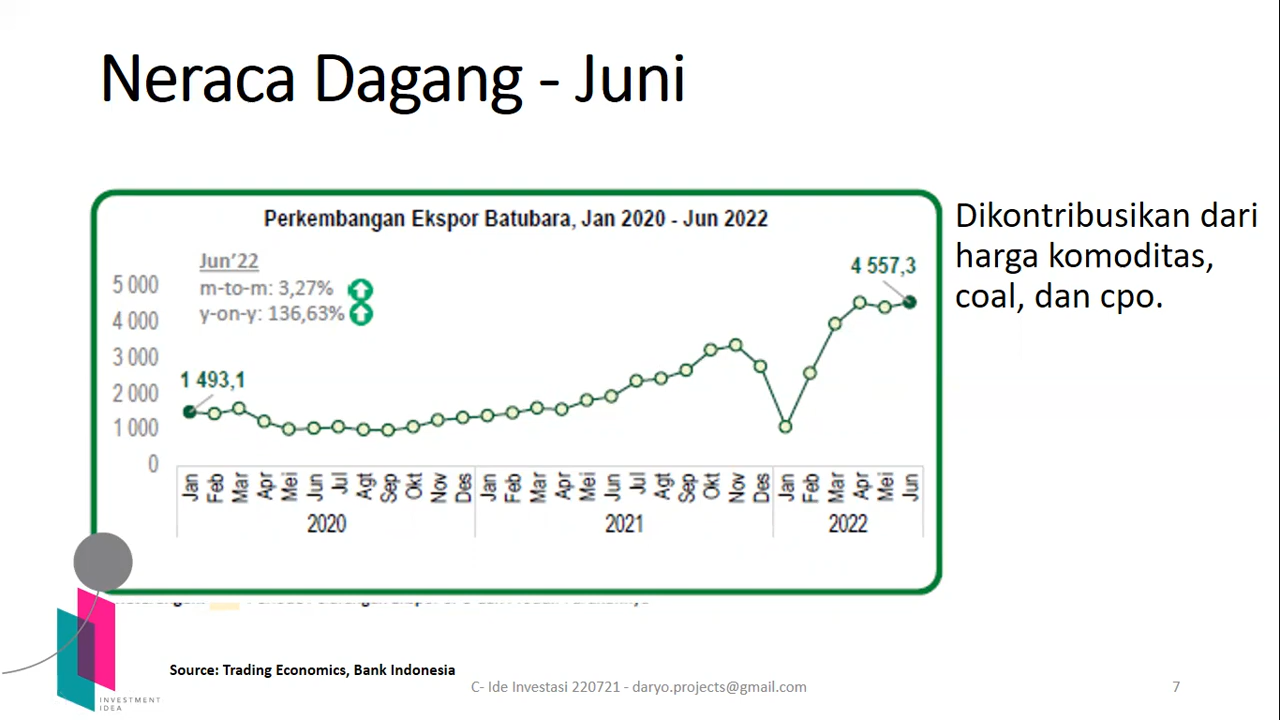 Neraca Dagang - Juni
Perkembangan Ekspor Batubara, Jan 2020 - Jun 2022
Jun'22
m-to-m: 3,27%
y-on-y: 136,63%
5 000
4 000
3 000
2 000
1 000
0
1 493,1
4 557,3
Jan Feb Mar Apr Mei Jun Jul Agt Sep Okt Nov Des Jan Feb Mar Apr Mei Jun Jul Agt Sep Okt Nov Des Jan Feb Mar Apr Mei Jun
2020 2021 2022
Dikontribusikan dari
harga komoditas,
coal, dan cpo.
Source: Trading Economics, Bank Indonesia
INVESTMENT
IDEA
C- Ide Investasi 220721 - daryo.projects@gmail.com
7